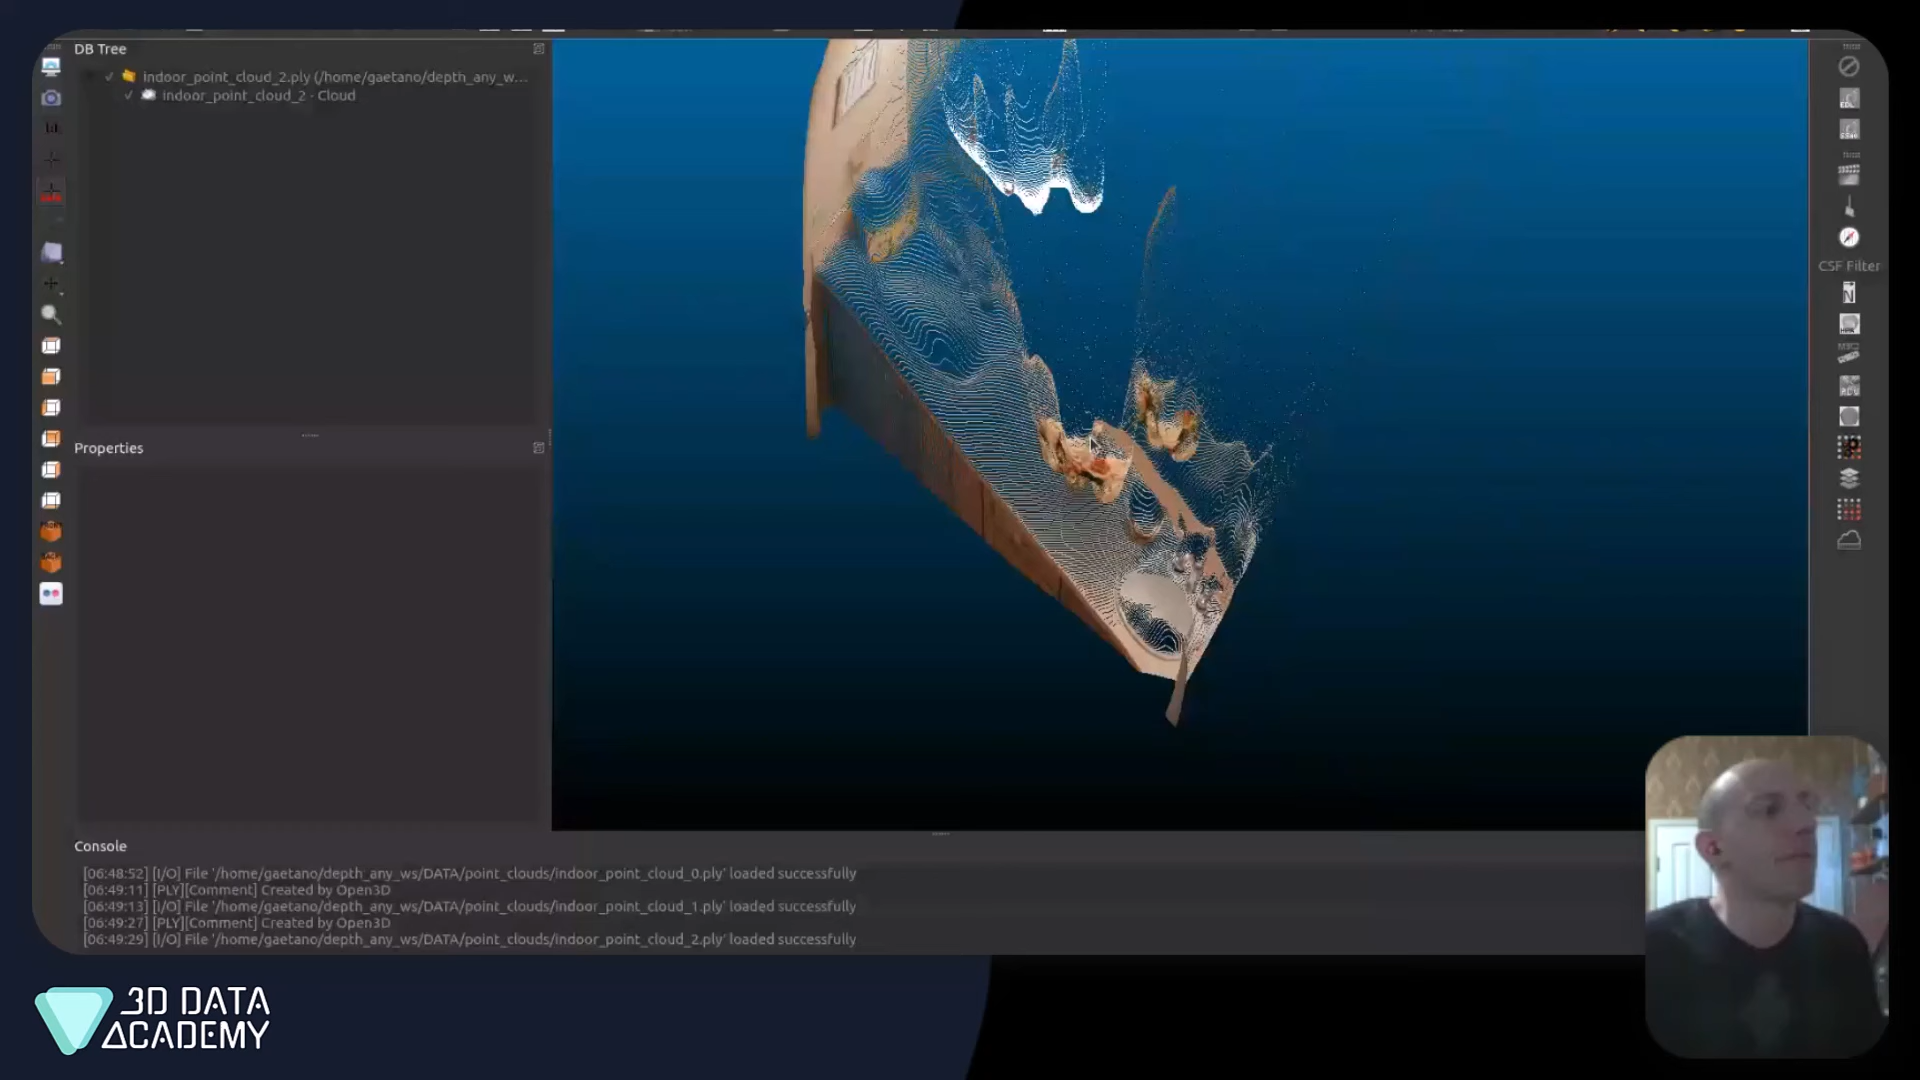 DB Tree
indoor_point_cloud_2.ply (/home/gaetano/depth_any_w...
indoor_point_cloud_2 - Cloud
CSF Filter
Properties
Console
[06:48:52] [I/O] File '/home/gaetano/depth_any_ws/DATA/point_clouds/indoor_point_cloud_0.ply' loaded successfully
[06:49:11] [PLY][Comment] Created by Open3D
[06:49:13] [I/O] File '/home/gaetano/depth_any_ws/DATA/point_clouds/indoor_point_cloud_1.ply' loaded successfully
[06:49:27] [PLY][Comment] Created by Open3D
[06:49:29] [I/O] File '/home/gaetano/depth_any_ws/DATA/point_clouds/indoor_point_cloud_2.ply' loaded successfully
3D DATA
ACADEMY